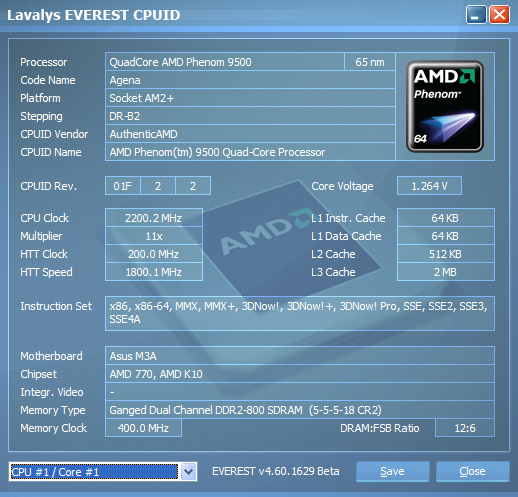 Lavalys EVEREST CPUID
Processor QuadCore AMD Phenom 9500 65 nm
Code Name Agena
Platform Socket AM2+
Stepping DR-B2
CPUID Vendor AuthenticAMD
CPUID Name AMD Phenom(tm) 9500 Quad-Core Processor
AMD
Phenom™
64
CPUID Rev. 01F 2 2 Core Voltage 1.264 V
CPU Clock 2200.2 MHz L1 Instr. Cache 64 KB
Multiplier 11x L1 Data Cache 64 KB
HTT Clock 200.0 MHz L2 Cache 512 KB
HTT Speed 1800.1 MHz L3 Cache 2 MB
AMD
Instruction Set x86, x86-64, MMX, MMX+, 3DNow!, 3DNow!+, 3DNow! Pro, SSE, SSE2, SSE3,
SSE4A
Motherboard Asus M3A
Chipset AMD 770, AMD K10
Integr. Video -
Memory Type Ganged Dual Channel DDR2-800 SDRAM (5-5-5-18 CR2)
Memory Clock 400.0 MHz DRAM:FSB Ratio 12:6
CPU #1 / Core #1 EVEREST v4.60.1629 Beta Save Close